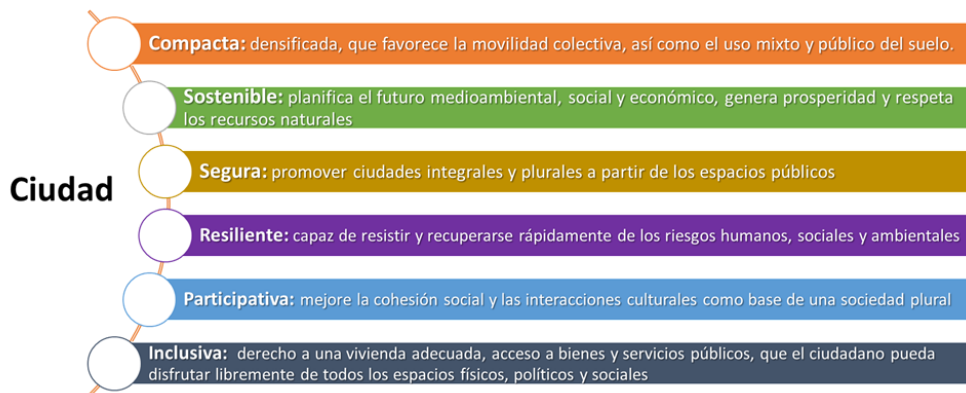 Compacta: densificada, que favorece la movilidad colectiva, así como el uso mixto y público del suelo.
Sostenible: planifica el futuro medioambiental, social y económico, genera prosperidad y respeta
los recursos naturales
Segura: promover ciudades integrales y plurales a partir de los espacios públicos
Ciudad
Resiliente: capaz de resistir y recuperarse rápidamente de los riesgos humanos, sociales y ambientales
Participativa: mejore la cohesión social y las interacciones culturales como base de una sociedad plural
Inclusiva: derecho a una vivienda adecuada, acceso a bienes y servicios públicos, que el ciudadano pueda
disfrutar libremente de todos los espacios físicos, políticos y sociales